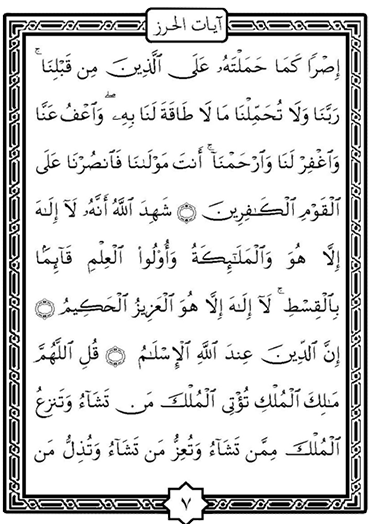 آيات الحرز
إِصْرًا كَمَا حَمَلْتَهُۥ عَلَى ٱلَّذِينَ مِن قَبْلِنَا ۚ
رَبَّنَا وَلَا تُحَمِّلْنَا مَا لَا طَاقَةَ لَنَا بِهِۦ ۖ وَٱعْفُ عَنَّا
وَٱغْفِرْ لَنَا وَٱرْحَمْنَآ ۚ أَنتَ مَوْلَىٰنَا فَٱنصُرْنَا عَلَى
ٱلْقَوْمِ ٱلْكَـٰفِرِينَ ۝ شَهِدَ ٱللَّهُ أَنَّهُۥ لَآ إِلَـٰهَ
إِلَّا هُوَ وَٱلْمَلَـٰٓئِكَةُ وَأُو۟لُوا۟ ٱلْعِلْمِ قَآئِمًۢا
بِٱلْقِسْطِ ۚ لَآ إِلَـٰهَ إِلَّا هُوَ ٱلْعَزِيزُ ٱلْحَكِيمُ ۝
إِنَّ ٱلدِّينَ عِندَ ٱللَّهِ ٱلْإِسْلَـٰمُ ۝ قُلِ ٱللَّهُمَّ
مَـٰلِكَ ٱلْمُلْكِ تُؤْتِى ٱلْمُلْكَ مَن تَشَآءُ وَتَنزِعُ
ٱلْمُلْكَ مِمَّن تَشَآءُ وَتُعِزُّ مَن تَشَآءُ وَتُذِلُّ مَن
٧